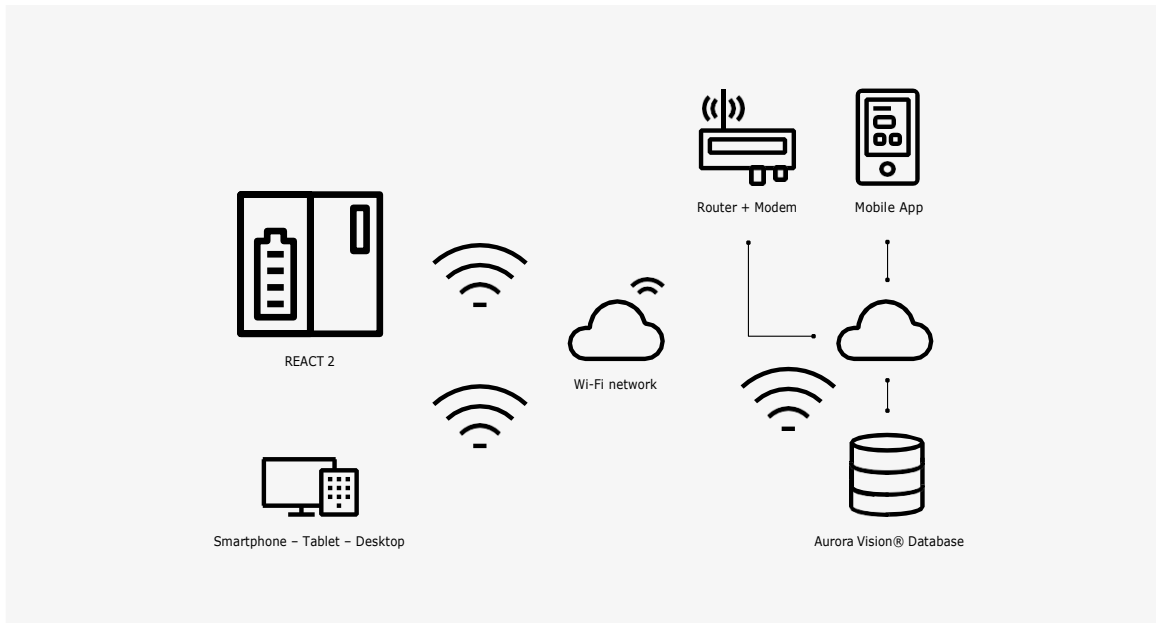 Router + Modem
Mobile App
REACT 2
Wi-Fi network
Smartphone – Tablet – Desktop
Aurora Vision® Database